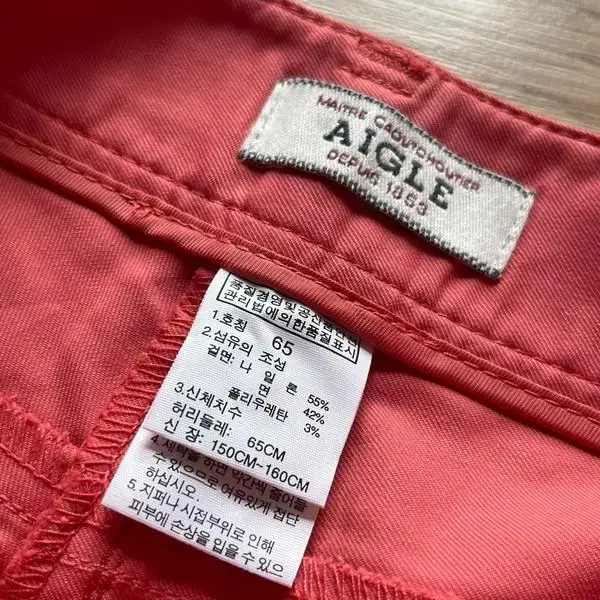 MAITRE CAOUTCHOUTIER
AIGLE
DEPUIS 1853
품질경영및공산품안전
관리법에의한품질표시
1.호칭 65
2.섬유의 조성
겉면: 나 일 론 55%
면 42%
폴리우레탄 3%
3.신체치수
허리둘레: 65CM
신 장: 150CM~160CM
4.세탁을 하면 약간씩 줄어들
수 있으므로 여유있게 접단
하십시오.
5.지퍼나 시접부위로 인해
피부에 손상을 입을 수 있으